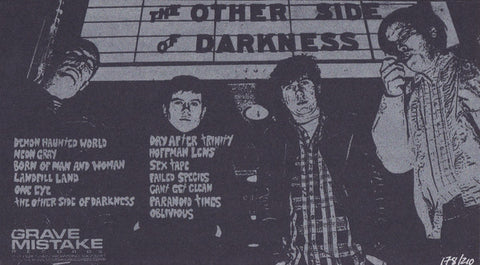 THE OTHER SIDE
OF DARKNESS
DEMON HAUNTED WORLD
NEON GRAY
BORN OF MAN AND WOMAN
LANDFILL LAND
ONE EYE
THE OTHER SIDE OF DARKNESS
DAY AFTER TRINITY
HOFFMAN LENS
SEX TAPE
FAILED SPECIES
CAN'T GET CLEAN
PARANOID TIMES
OBLIVIOUS
GRAVE
MISTAKE
RECORDS
178/210